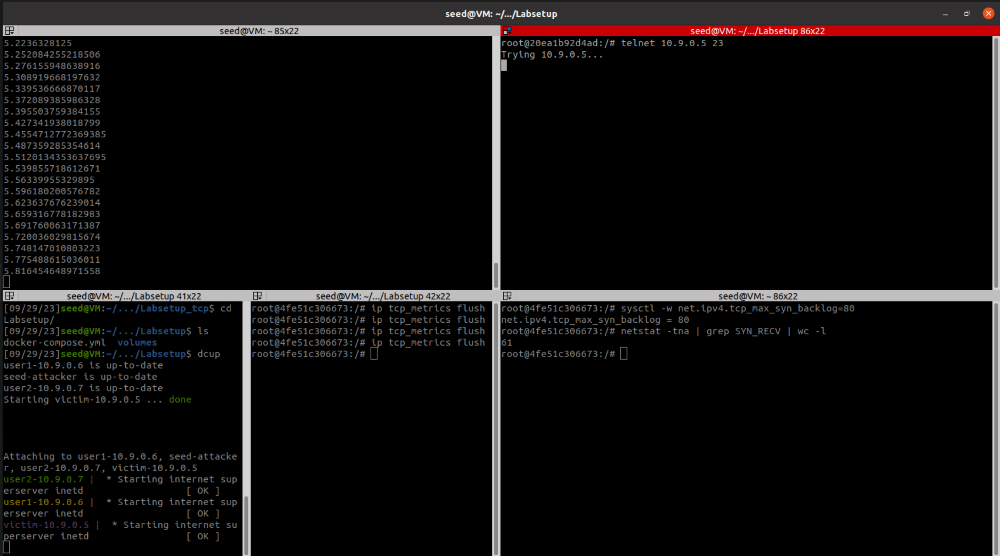 seed@VM: ~/.../Labsetup
seed@VM: ~ 85x22
5.2236328125
5.252084255218506
5.276155948638916
5.308919668197632
5.339536666870117
5.372089385986328
5.395503759384155
5.427341938018799
5.4554712772369385
5.487359285354614
5.5120134353637695
5.539855718612671
5.56339955329895
5.596180200576782
5.623637676239014
5.659316778182983
5.691760063171387
5.720036029815674
5.748147010803223
5.775488615036011
5.816454648971558
seed@VM: ~/.../Labsetup 86x22
root@20ea1b92d4ad:/# telnet 10.9.0.5 23
Trying 10.9.0.5...
seed@VM: ~/.../Labsetup 41x22
[09/29/23]seed@VM:~/.../Labsetup_tcp$ cd
Labsetup/
[09/29/23]seed@VM:~/.../Labsetup$ ls
docker-compose.yml  volumes
[09/29/23]seed@VM:~/.../Labsetup$ dcup
user1-10.9.0.6 is up-to-date
seed-attacker is up-to-date
user2-10.9.0.7 is up-to-date
Starting victim-10.9.0.5 ... done
Attaching to user1-10.9.0.6, seed-attacke
r, user2-10.9.0.7, victim-10.9.0.5
user2-10.9.0.7 |  * Starting internet sup
erserver inetd                  [ OK ]
user1-10.9.0.6 |  * Starting internet sup
erserver inetd                  [ OK ]
victim-10.9.0.5 |  * Starting internet su
perserver inetd                 [ OK ]
seed@VM: ~/.../Labsetup 42x22
root@4fe51c306673:/# ip tcp_metrics flush
root@4fe51c306673:/# ip tcp_metrics flush
root@4fe51c306673:/# ip tcp_metrics flush
root@4fe51c306673:/# ip tcp_metrics flush
root@4fe51c306673:/#
seed@VM: ~ 86x22
root@4fe51c306673:/# sysctl -w net.ipv4.tcp_max_syn_backlog=80
net.ipv4.tcp_max_syn_backlog = 80
root@4fe51c306673:/# netstat -tna | grep SYN_RECV | wc -l
61
root@4fe51c306673:/#